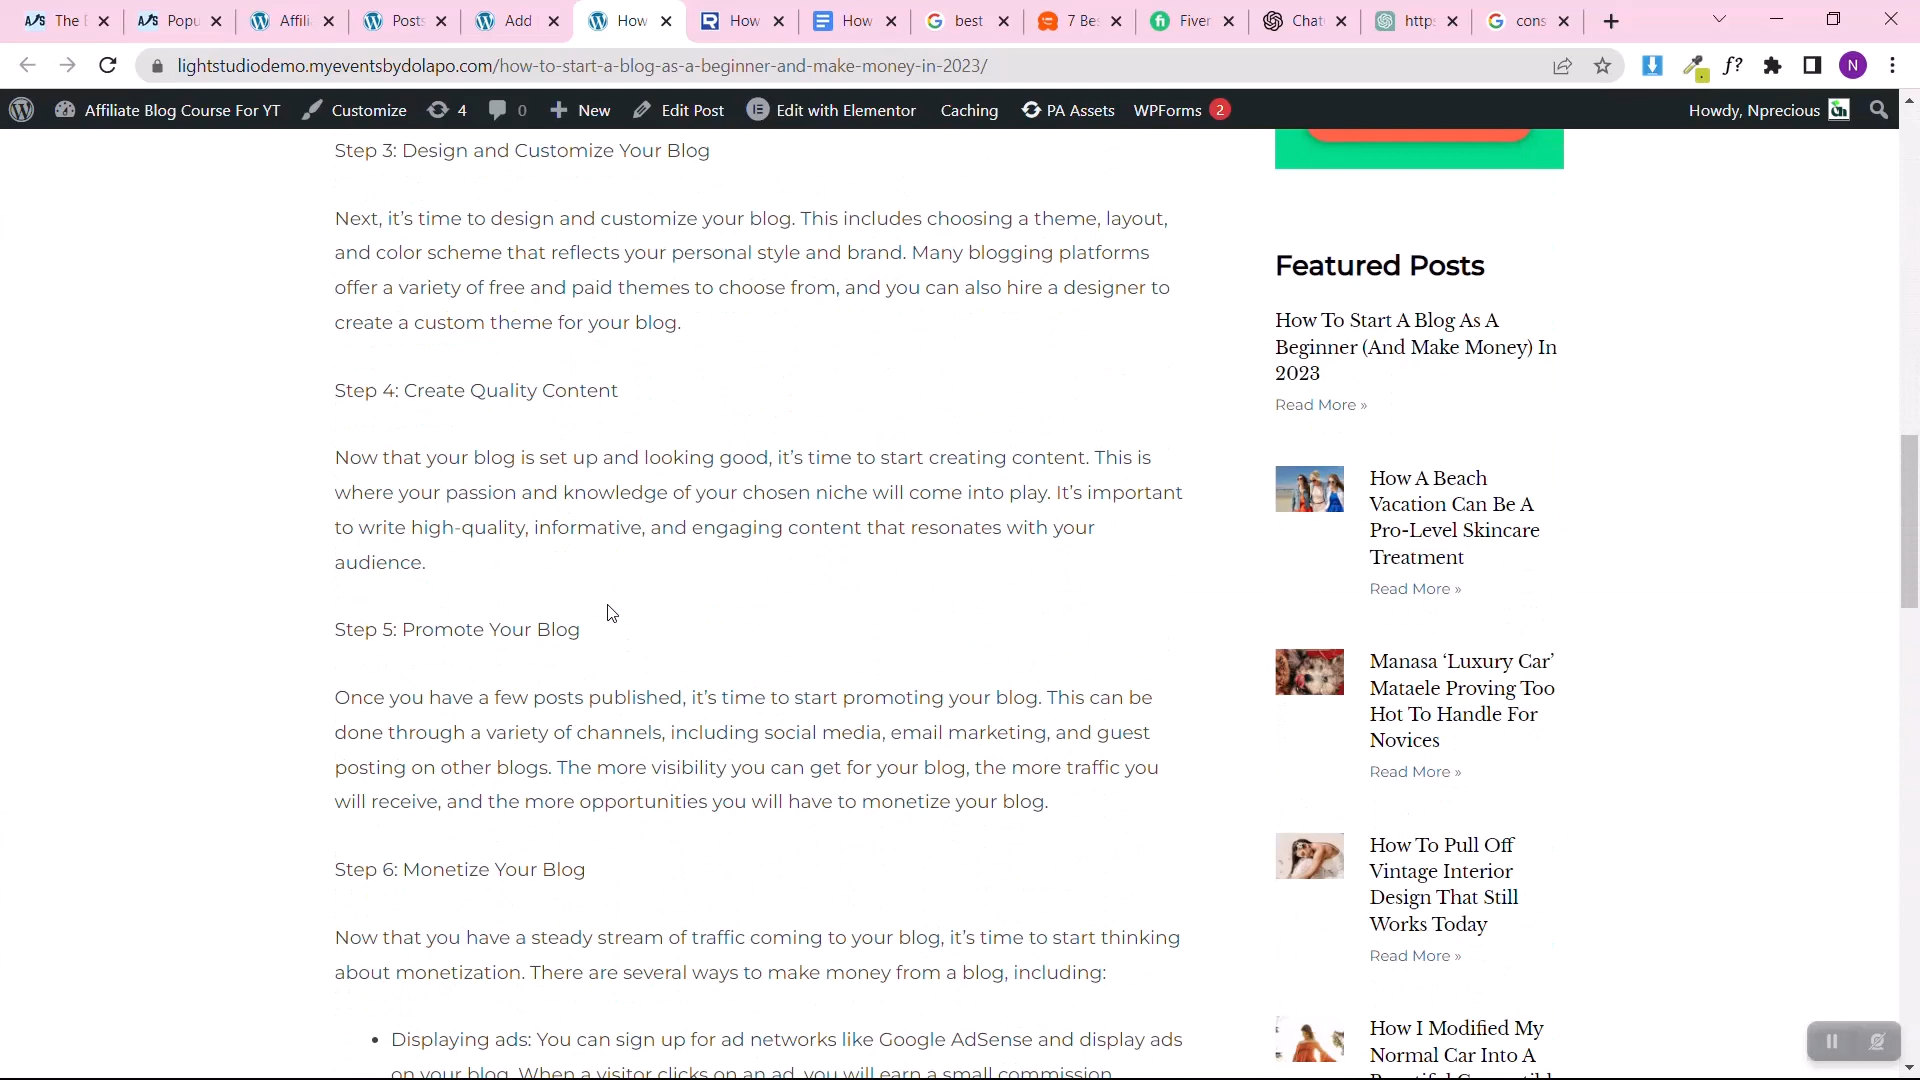 The
Popu
Affili
Posts
Add
How
How
How
best
7 Be
Fiver
Chat
http
cons
lightstudiodemo.myeventsbydolapo.com/how-to-start-a-blog-as-a-beginner-and-make-money-in-2023/
f?
N
Affiliate Blog Course For YT
Customize
4
0
New
Edit Post
Edit with Elementor
Caching
PA Assets
WPForms 2
Howdy, Nprecious
Step 3: Design and Customize Your Blog
Next, it's time to design and customize your blog. This includes choosing a theme, layout,
and color scheme that reflects your personal style and brand. Many blogging platforms
offer a variety of free and paid themes to choose from, and you can also hire a designer to
create a custom theme for your blog.
Step 4: Create Quality Content
Now that your blog is set up and looking good, it's time to start creating content. This is
where your passion and knowledge of your chosen niche will come into play. It's important
to write high-quality, informative, and engaging content that resonates with your
audience.
Step 5: Promote Your Blog
Once you have a few posts published, it's time to start promoting your blog. This can be
done through a variety of channels, including social media, email marketing, and guest
posting on other blogs. The more visibility you can get for your blog, the more traffic you
will receive, and the more opportunities you will have to monetize your blog.
Step 6: Monetize Your Blog
Now that you have a steady stream of traffic coming to your blog, it's time to start thinking
about monetization. There are several ways to make money from a blog, including:
• Displaying ads: You can sign up for ad networks like Google AdSense and display ads
on your blog. When a visitor clicks on an ad, you will earn a small commission
Featured Posts
How To Start A Blog As A
Beginner (And Make Money) In
2023
Read More »
How A Beach
Vacation Can Be A
Pro-Level Skincare
Treatment
Read More »
Manasa ‘Luxury Car’
Mataele Proving Too
Hot To Handle For
Novices
Read More »
How To Pull Off
Vintage Interior
Design That Still
Works Today
Read More »
How I Modified My
Normal Car Into A